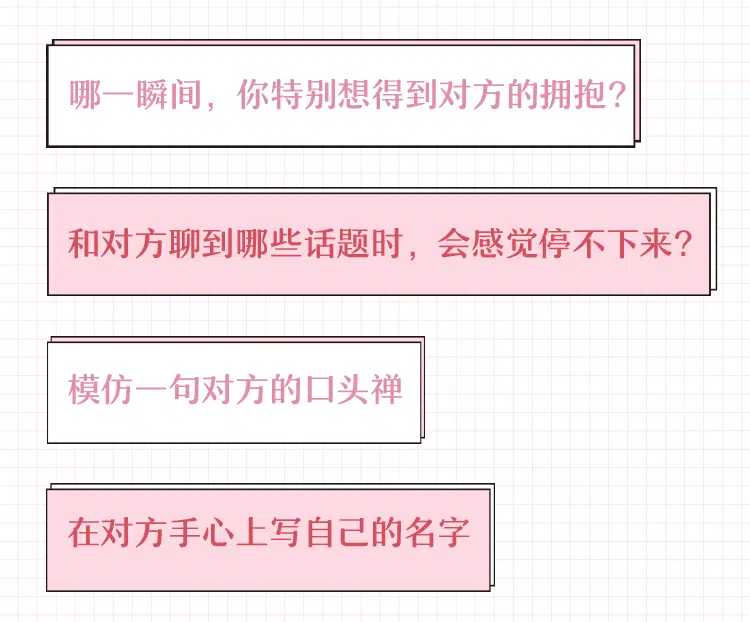 哪一瞬间，你特别想得到对方的拥抱？
和对方聊到哪些话题时，会感觉停不下来？
模仿一句对方的口头禅
在对方手心上写自己的名字